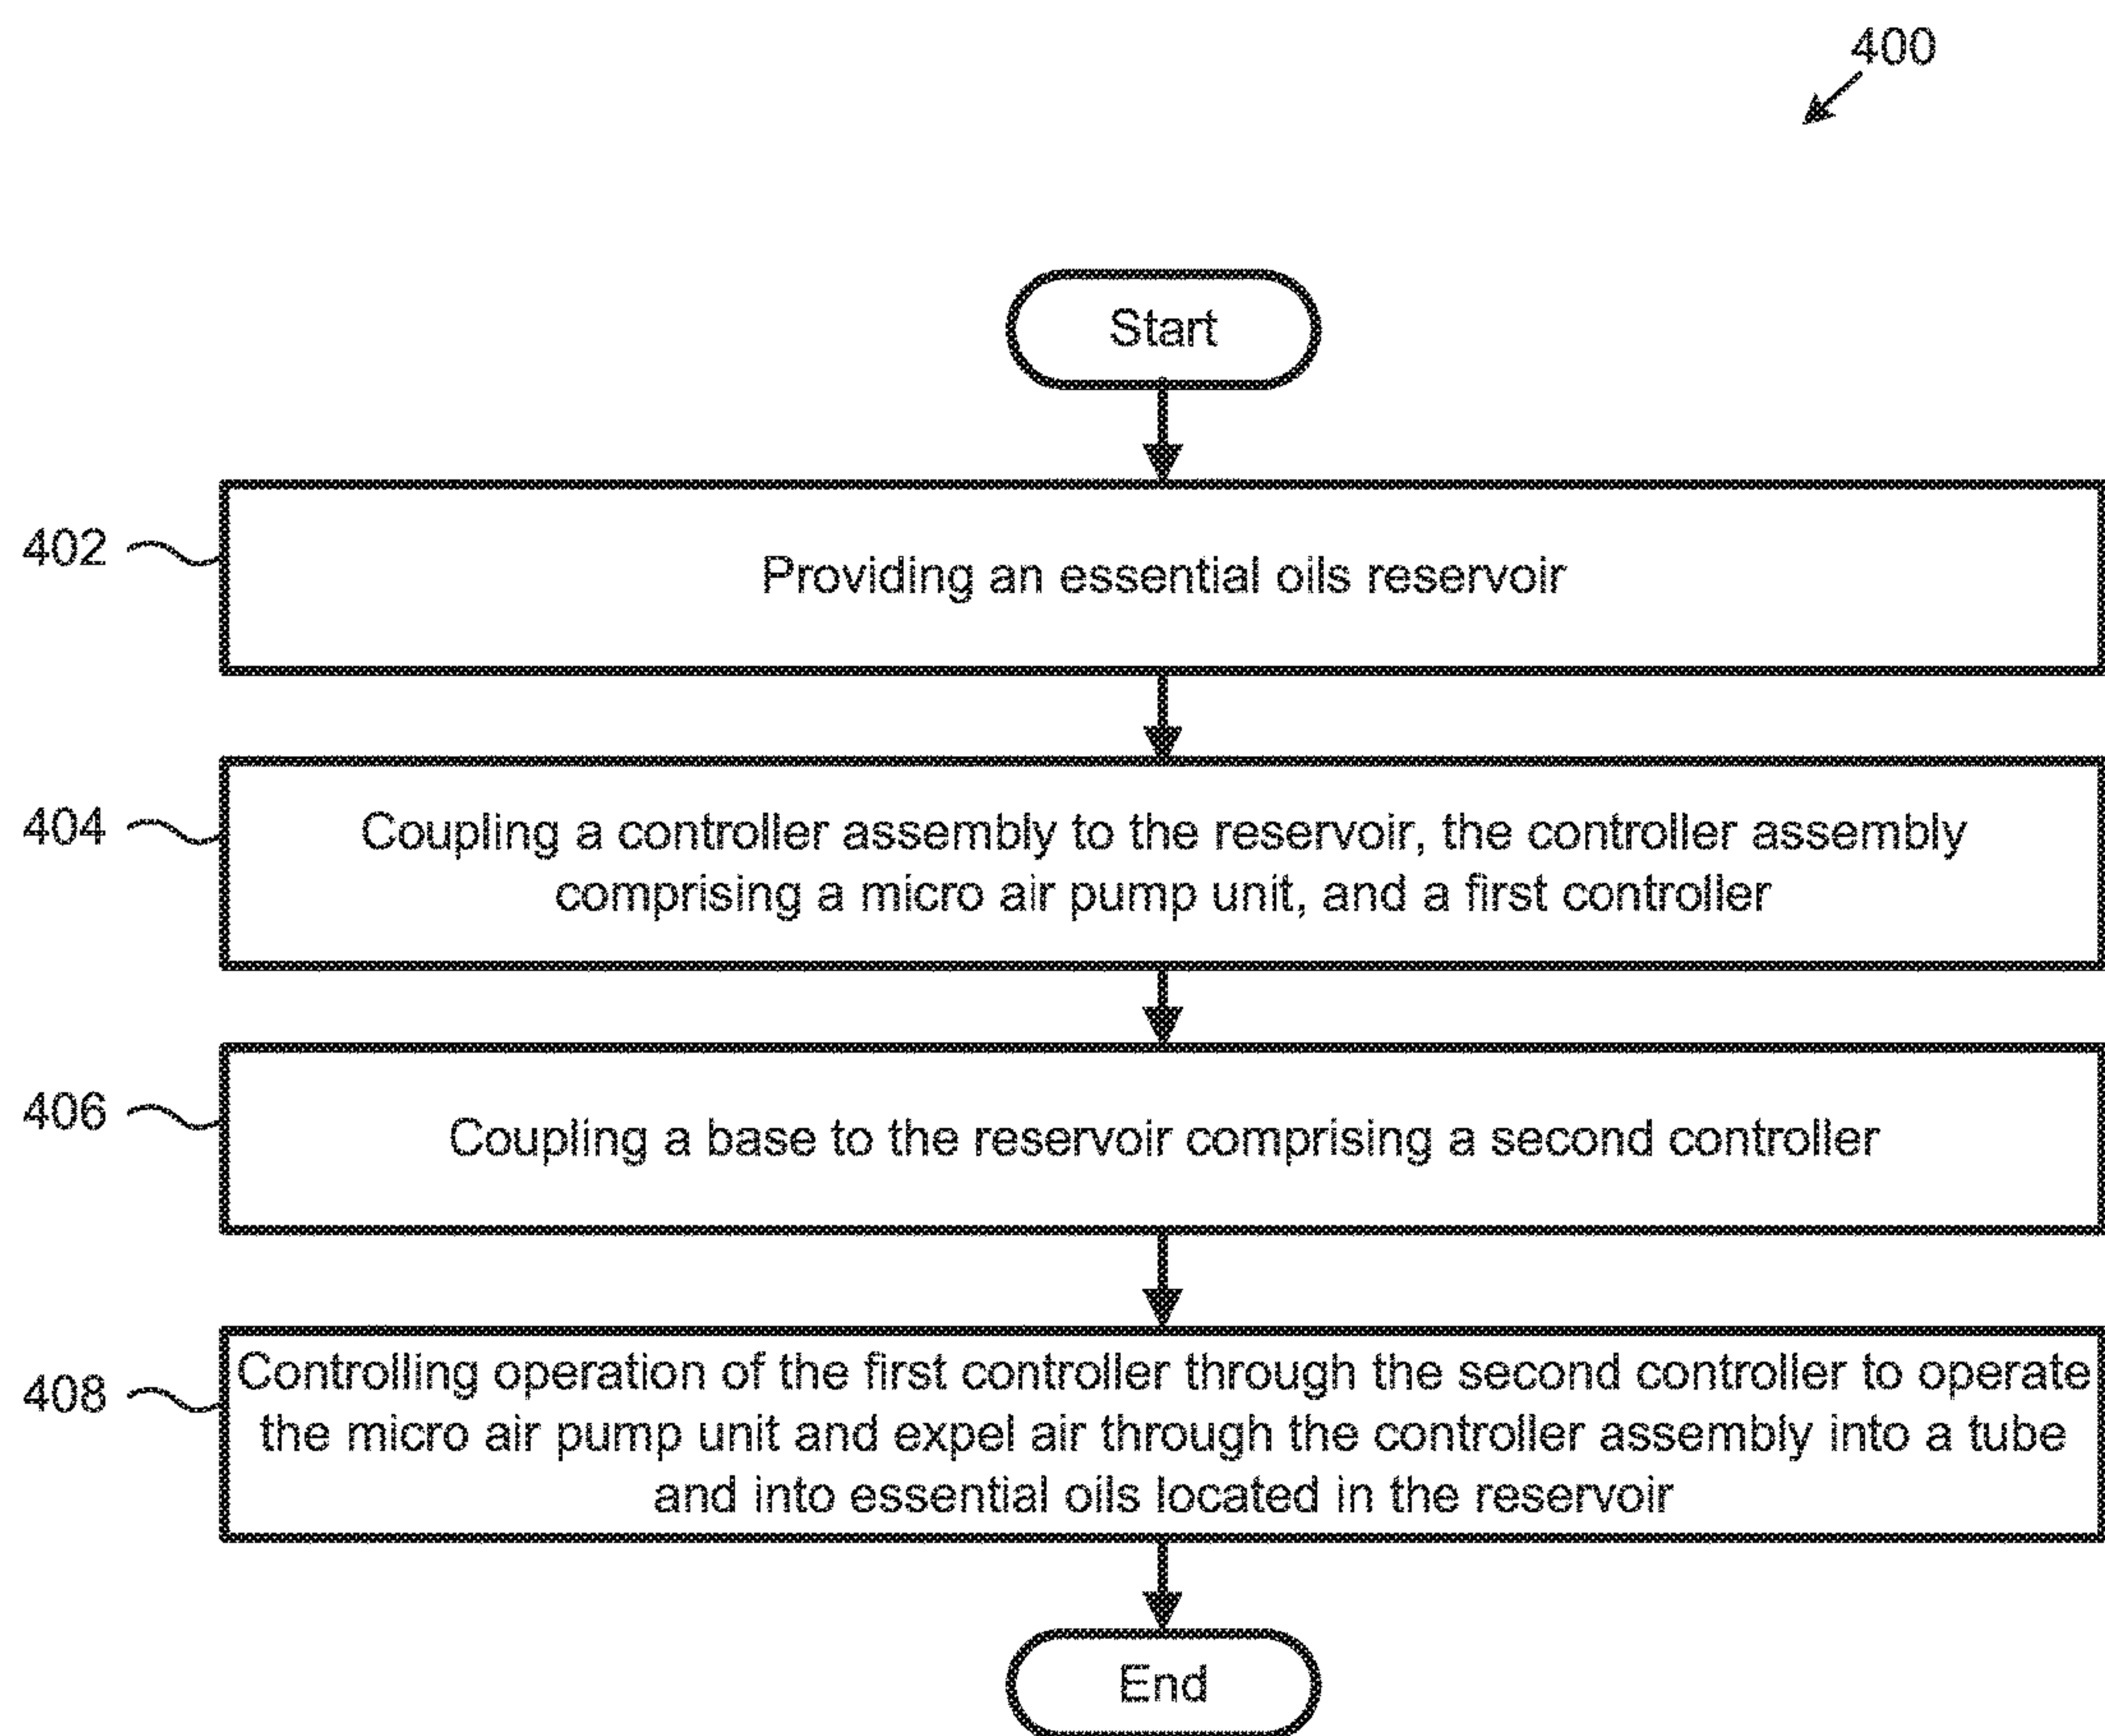 400
Start
402
Providing an essential oils reservoir
404
Coupling a controller assembly to the reservoir, the controller assembly
comprising a micro air pump unit, and a first controller
406
Coupling a base to the reservoir comprising a second controller
408
Controlling operation of the first controller through the second controller to operate
the micro air pump unit and expel air through the controller assembly into a tube
and into essential oils located in the reservoir
End